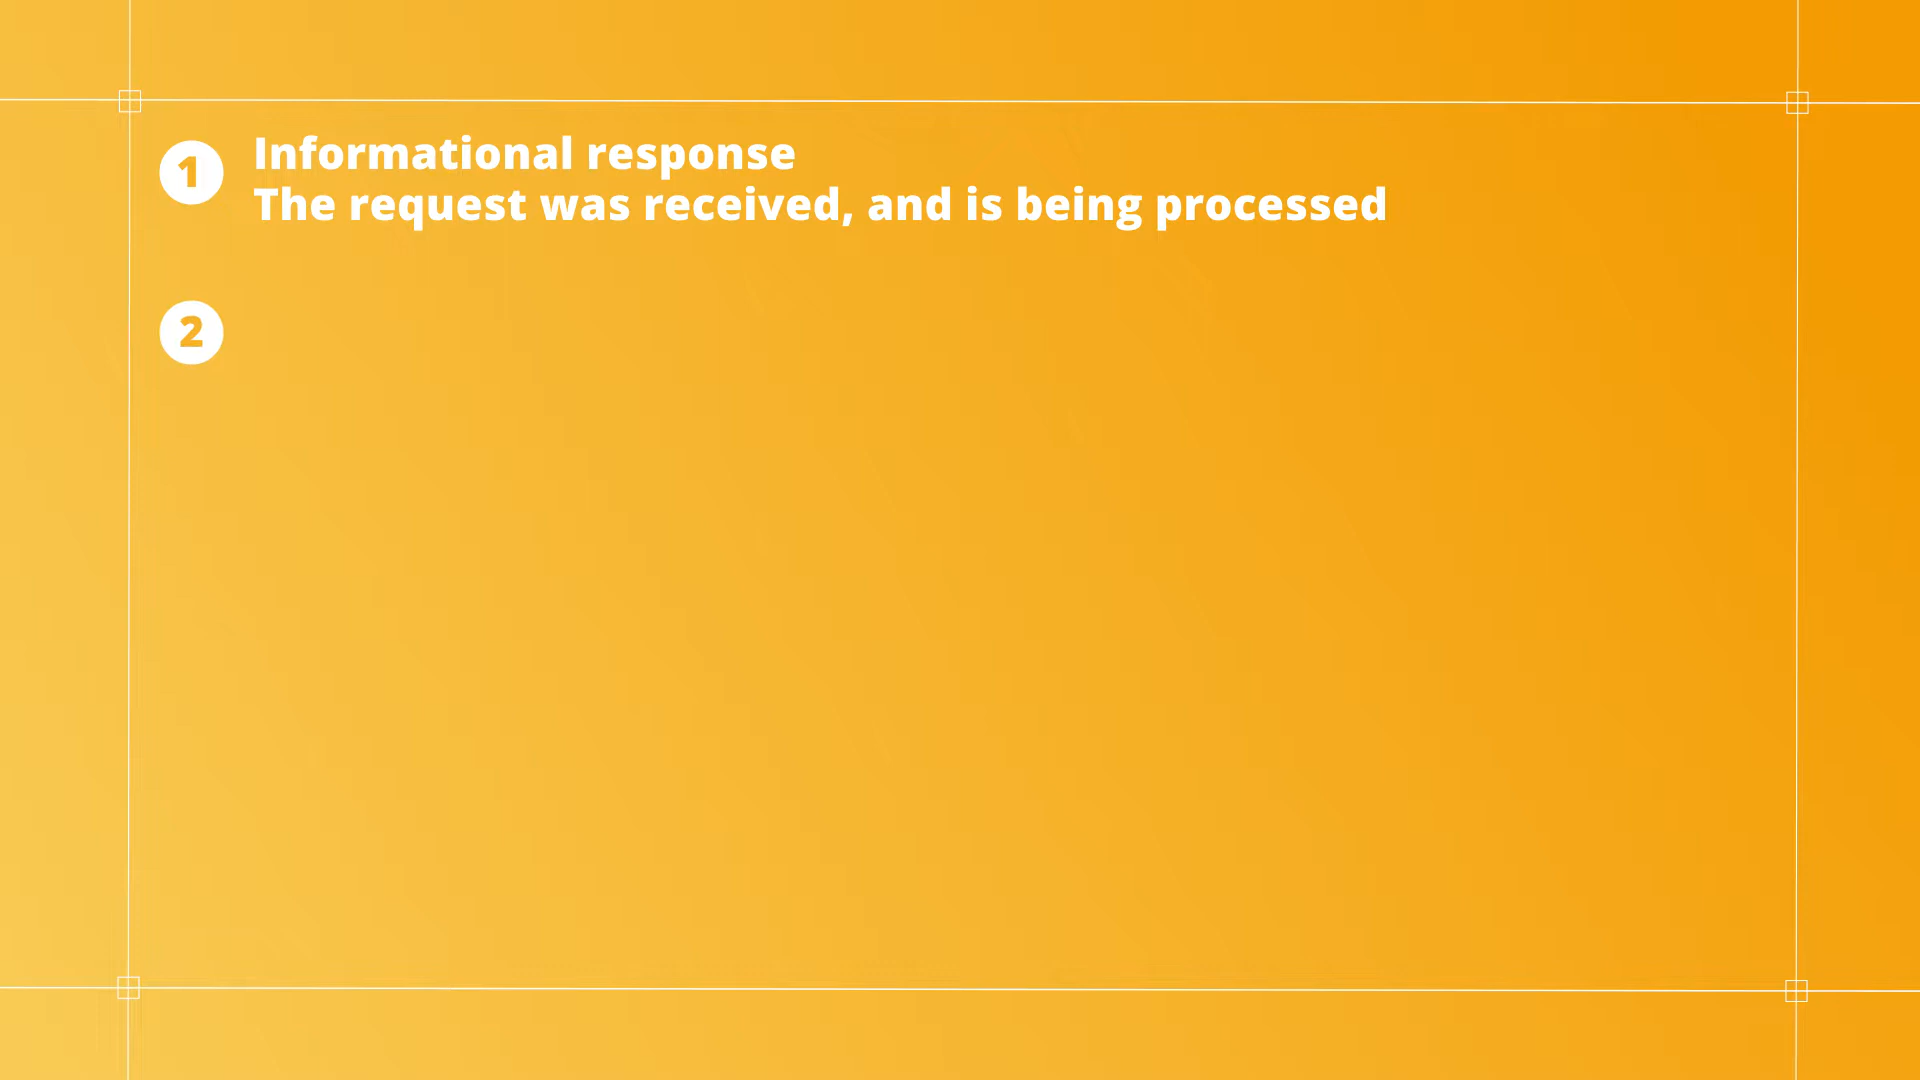 1 Informational response
The request was received, and is being processed
2